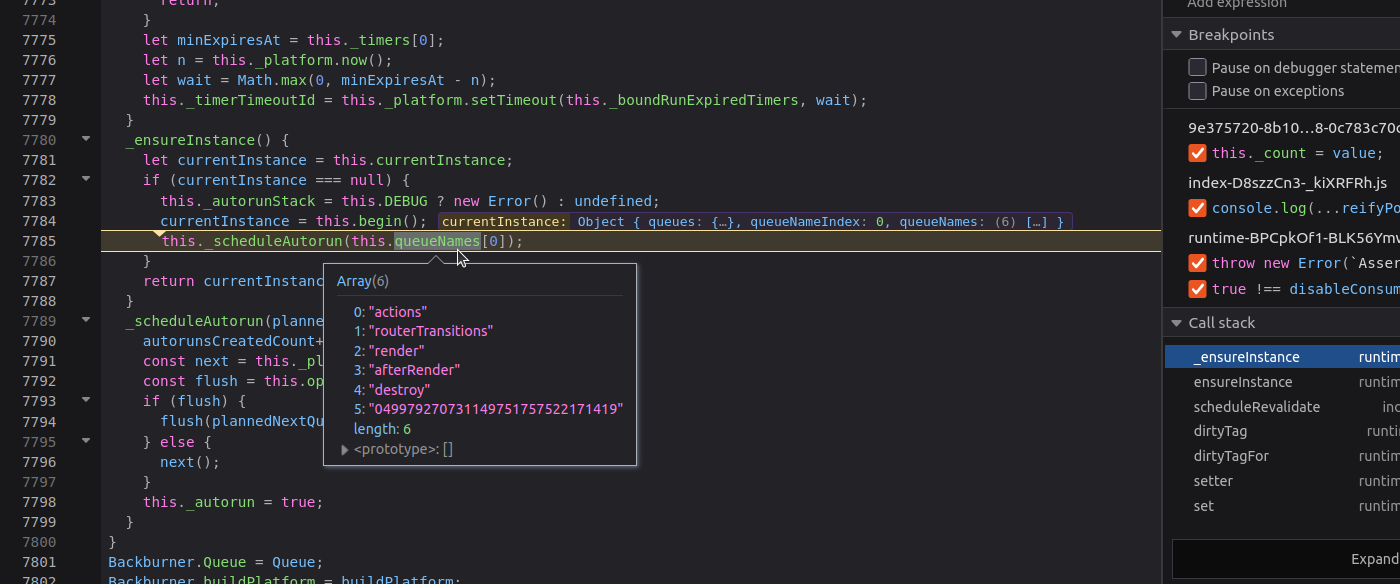 7773 return;
7774 }
7775 let minExpiresAt = this._timers[0];
7776 let n = this._platform.now();
7777 let wait = Math.max(0, minExpiresAt - n);
7778 this._timerTimeoutId = this._platform.setTimeout(this._boundRunExpiredTimers, wait);
7779 }
7780 _ensureInstance() {
7781 let currentInstance = this.currentInstance;
7782 if (currentInstance === null) {
7783 this._autorunStack = this.DEBUG ? new Error() : undefined;
7784 currentInstance = this.begin(); currentInstance: Object { queues: {…}, queueNameIndex: 0, queueNames: (6) […] }
7785 this._scheduleAutorun(this.queueNames[0]);
7786 }
7787 return currentInstanc
7788 }
7789 _scheduleAutorun(planne
7790 autorunsCreatedCount+
7791 const next = this._pl
7792 const flush = this.op
7793 if (flush) {
7794 flush(plannedNextQu
7795 } else {
7796 next();
7797 }
7798 this._autorun = true;
7799 }
7800 }
7801 Backburner.Queue = Queue;
7802 Backburner.buildPlatform = buildPlatform;
Array(6)
0: "actions"
1: "routerTransitions"
2: "render"
3: "afterRender"
4: "destroy"
5: "04997927073114975175752217​1419"
length: 6
<prototype>: []
Add expression
Breakpoints
Pause on debugger statemen
Pause on exceptions
9e375720-8b10…8-0c783c70c
this._count = value;
index-D8szzCn3-_kiXRFRh.js
console.log(...reifyPo
runtime-BPCpkOf1-BLK56Ymv
throw new Error(`Asser
true !== disableConsum
Call stack
_ensureInstance runtim
ensureInstance runtim
scheduleRevalidate ind
dirtyTag runti
dirtyTagFor runtim
setter runtim
set runtim
Expand